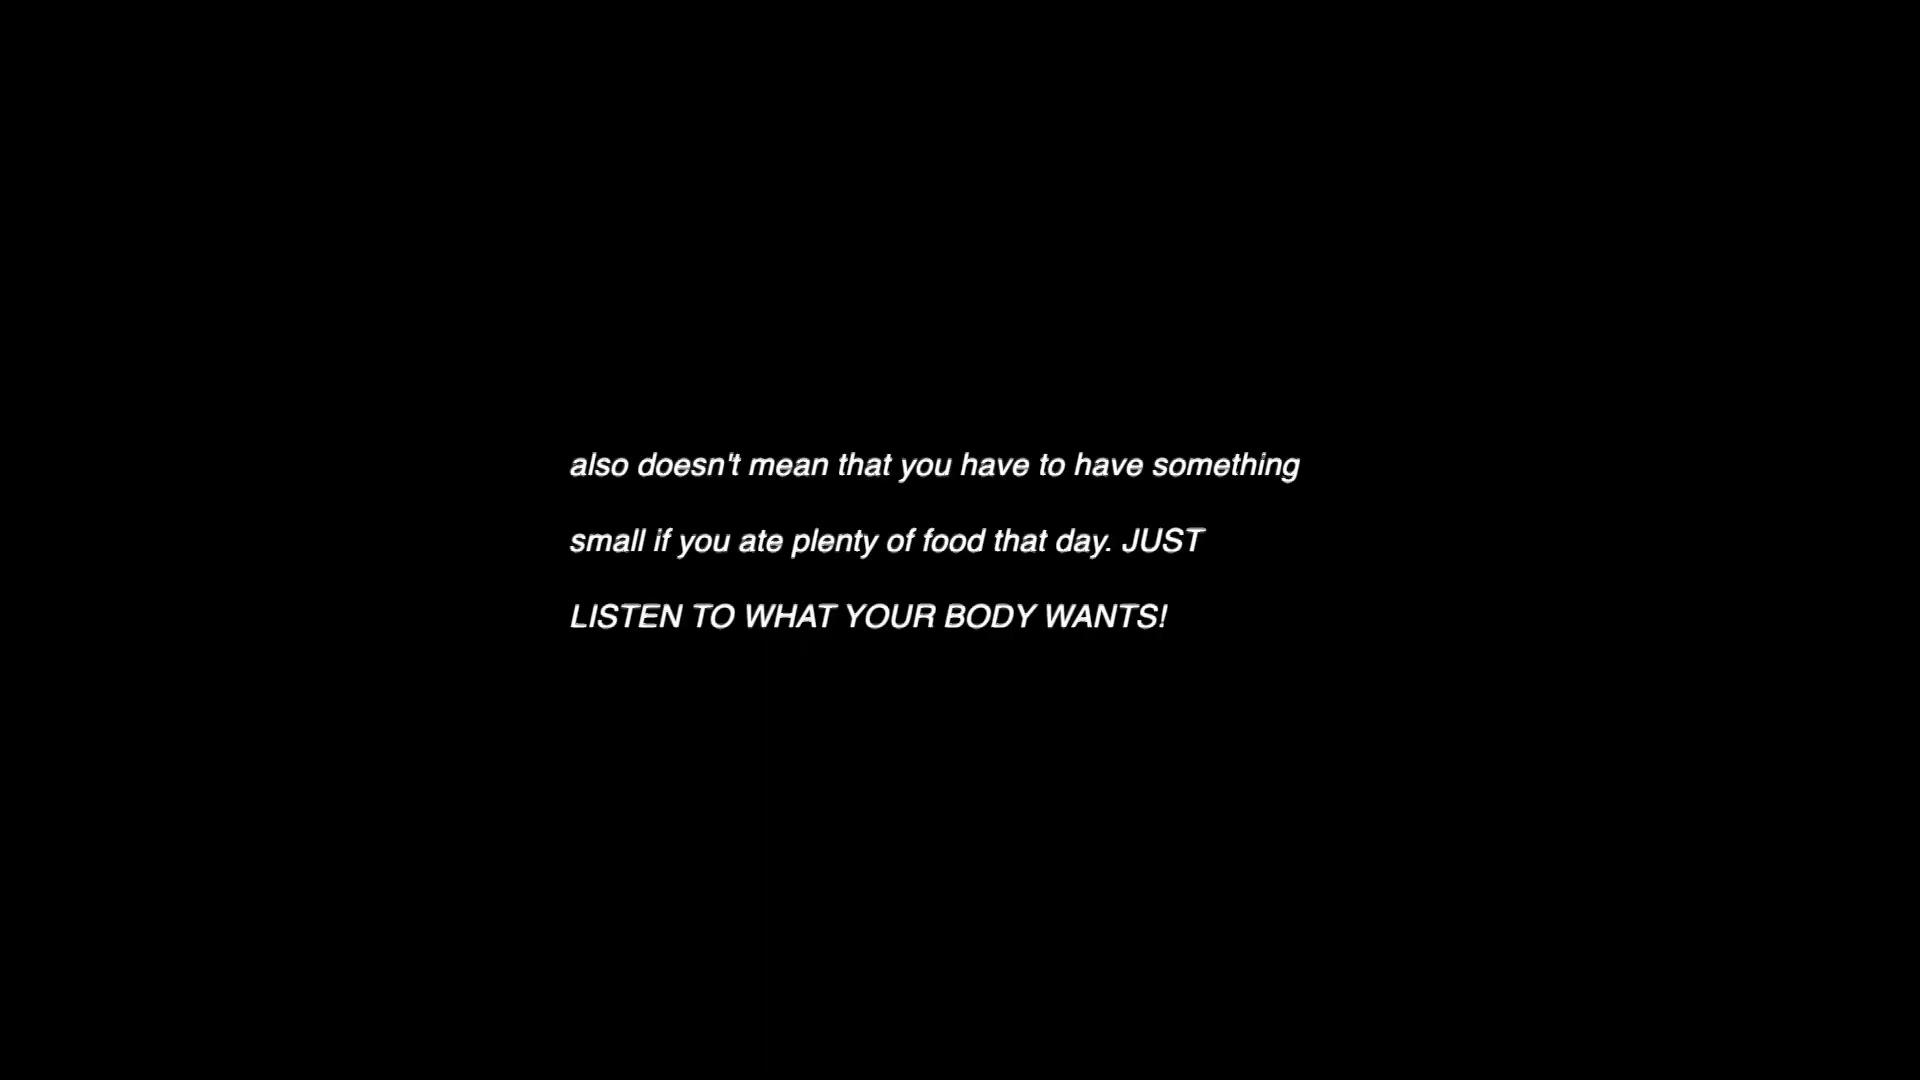 also doesn't mean that you have to have something
small if you ate plenty of food that day. JUST
LISTEN TO WHAT YOUR BODY WANTS!